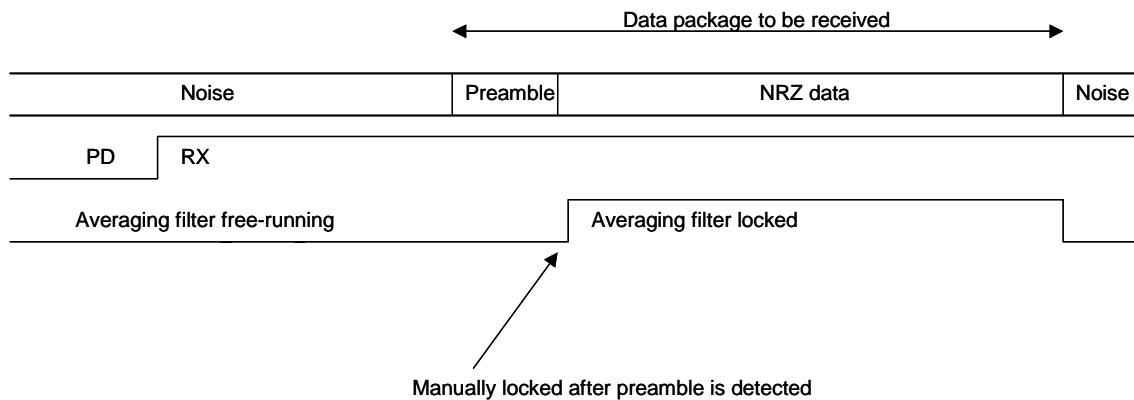 Data package to be received
Noise Preamble NRZ data Noise
PD RX
Averaging filter free-running Averaging filter locked
Manually locked after preamble is detected